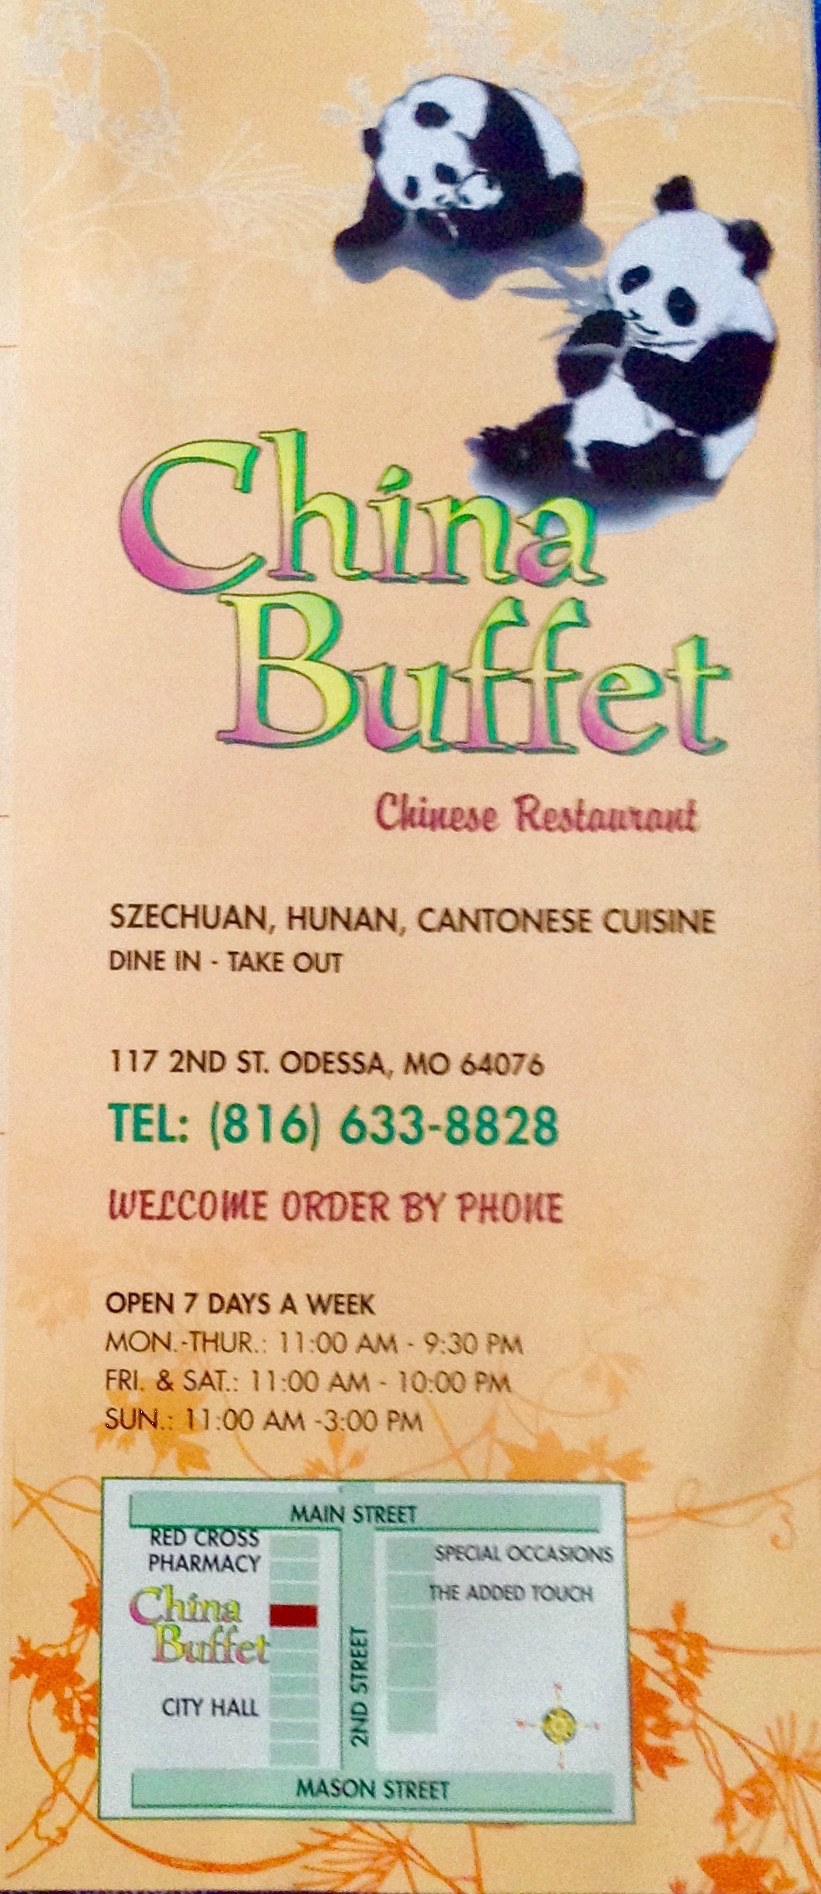 China
Buffet
Chinese Restaurant
SZECHUAN, HUNAN, CANTONESE CUISINE
DINE IN - TAKE OUT
117 2ND ST. ODESSA, MO 64076
TEL: (816) 633-8828
WELCOME ORDER BY PHONE
OPEN 7 DAYS A WEEK
MON.-THUR.: 11:00 AM - 9:30 PM
FRI. & SAT.: 11:00 AM - 10:00 PM
SUN.: 11:00 AM -3:00 PM
MAIN STREET
RED CROSS
PHARMACY
SPECIAL OCCASIONS
THE ADDED TOUCH
China
Buffet
2ND STREET
CITY HALL
MASON STREET